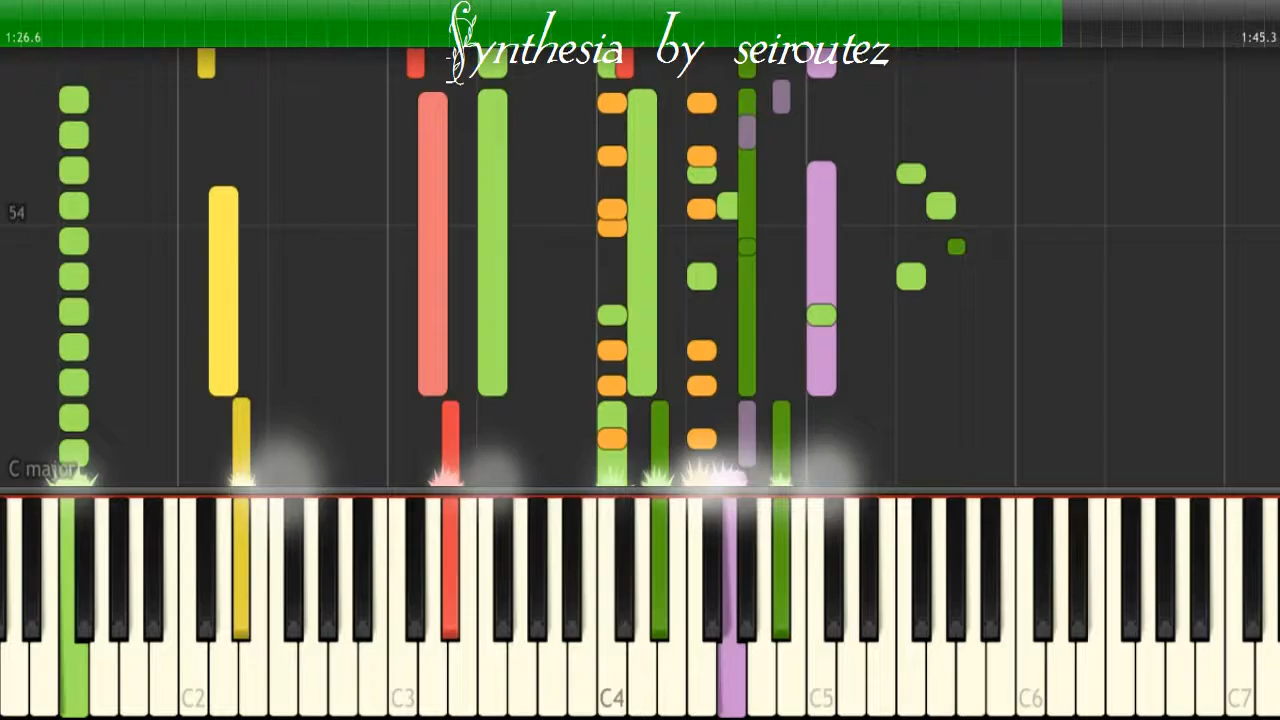 Synthesia by seiroutez
1:26.6
1:45.3
54
C major
C2
C3
C4
C5
C6
C7